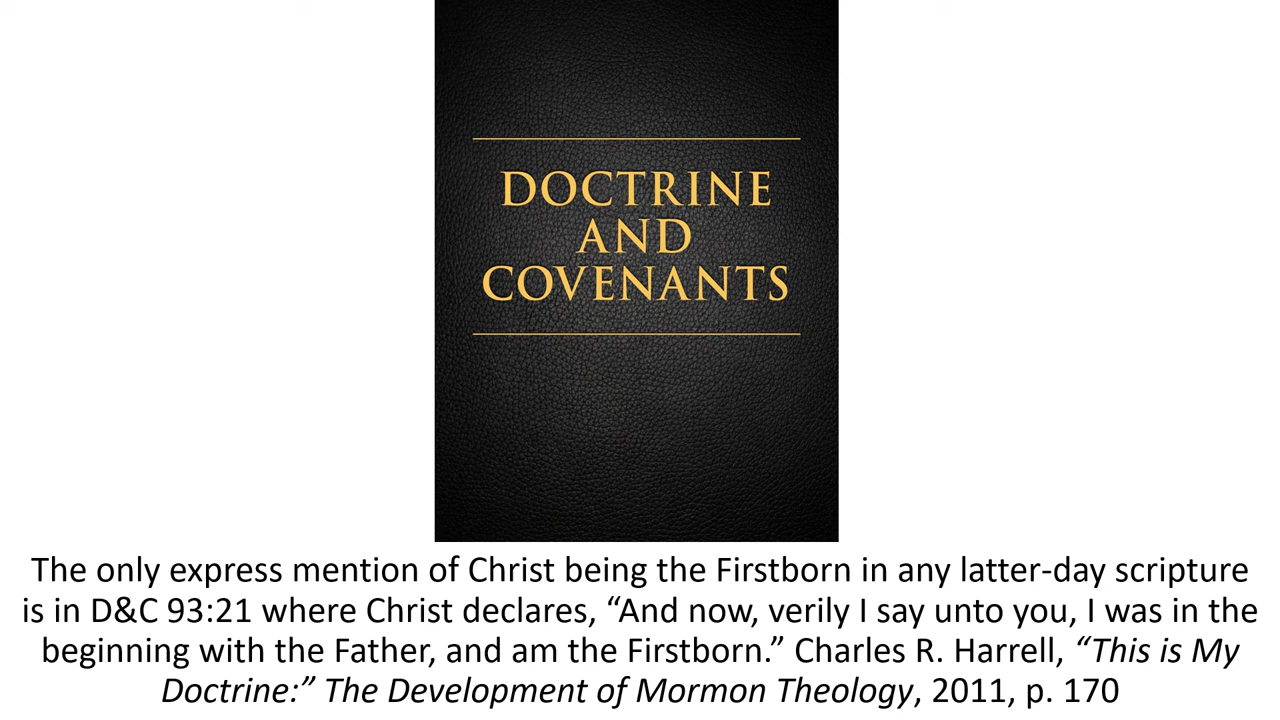 DOCTRINE
AND
COVENANTS
The only express mention of Christ being the Firstborn in any latter-day scripture
is in D&C 93:21 where Christ declares, “And now, verily I say unto you, I was in the
beginning with the Father, and am the Firstborn.” Charles R. Harrell, “This is My
Doctrine:” The Development of Mormon Theology, 2011, p. 170